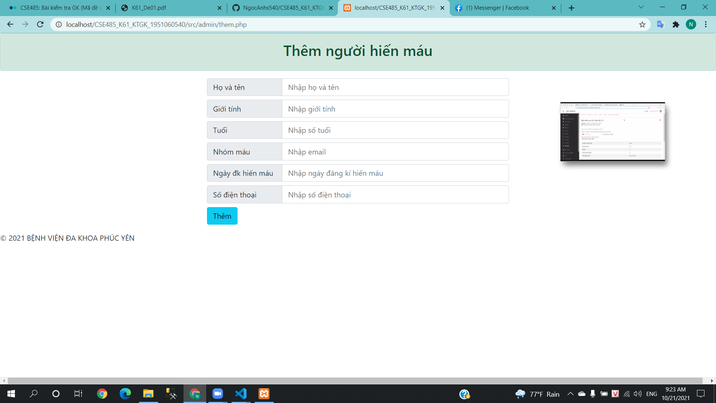 CSE485: Bài kiểm tra GK (Mã đề
K61_De01.pdf
NgocAnhs540/CSE485_K61_KTGK
localhost/CSE485_K61_KTGK_195
(1) Messenger | Facebook
localhost/CSE485_K61_KTGK_1951060540/src/admin/them.php
N
Thêm người hiến máu
Họ và tên
Nhập họ và tên
Giới tính
Nhập giới tính
Tuổi
Nhập số tuổi
Nhóm máu
Nhập email
Ngày đk hiến máu
Nhập ngày đăng kí hiến máu
Số điện thoại
Nhập số điện thoại
Thêm
© 2021 BỆNH VIỆN ĐA KHOA PHÚC YÊN
77°F Rain
ENG
9:23 AM
10/21/2021